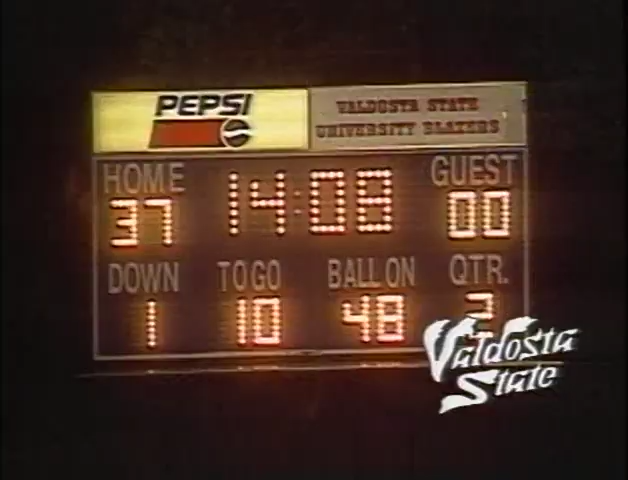 PEPSI
VALDOSTA STATE
UNIVERSITY BLAZERS
HOME
37
14:08
GUEST
00
DOWN
1
TO GO
10
BALL ON
48
QTR.
2
Valdosta
State